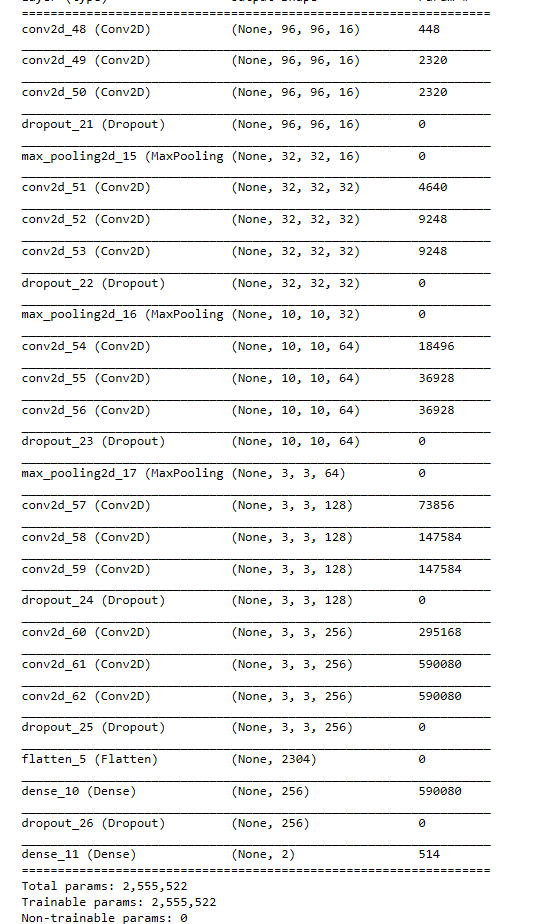 Layer (type) Output Shape Param #
=================================================================
conv2d_48 (Conv2D) (None, 96, 96, 16) 448
_________________________________________________________________
conv2d_49 (Conv2D) (None, 96, 96, 16) 2320
_________________________________________________________________
conv2d_50 (Conv2D) (None, 96, 96, 16) 2320
_________________________________________________________________
dropout_21 (Dropout) (None, 96, 96, 16) 0
_________________________________________________________________
max_pooling2d_15 (MaxPooling (None, 32, 32, 16) 0
_________________________________________________________________
conv2d_51 (Conv2D) (None, 32, 32, 32) 4640
_________________________________________________________________
conv2d_52 (Conv2D) (None, 32, 32, 32) 9248
_________________________________________________________________
conv2d_53 (Conv2D) (None, 32, 32, 32) 9248
_________________________________________________________________
dropout_22 (Dropout) (None, 32, 32, 32) 0
_________________________________________________________________
max_pooling2d_16 (MaxPooling (None, 10, 10, 32) 0
_________________________________________________________________
conv2d_54 (Conv2D) (None, 10, 10, 64) 18496
_________________________________________________________________
conv2d_55 (Conv2D) (None, 10, 10, 64) 36928
_________________________________________________________________
conv2d_56 (Conv2D) (None, 10, 10, 64) 36928
_________________________________________________________________
dropout_23 (Dropout) (None, 10, 10, 64) 0
_________________________________________________________________
max_pooling2d_17 (MaxPooling (None, 3, 3, 64) 0
_________________________________________________________________
conv2d_57 (Conv2D) (None, 3, 3, 128) 73856
_________________________________________________________________
conv2d_58 (Conv2D) (None, 3, 3, 128) 147584
_________________________________________________________________
conv2d_59 (Conv2D) (None, 3, 3, 128) 147584
_________________________________________________________________
dropout_24 (Dropout) (None, 3, 3, 128) 0
_________________________________________________________________
conv2d_60 (Conv2D) (None, 3, 3, 256) 295168
_________________________________________________________________
conv2d_61 (Conv2D) (None, 3, 3, 256) 590080
_________________________________________________________________
conv2d_62 (Conv2D) (None, 3, 3, 256) 590080
_________________________________________________________________
dropout_25 (Dropout) (None, 3, 3, 256) 0
_________________________________________________________________
flatten_5 (Flatten) (None, 2304) 0
_________________________________________________________________
dense_10 (Dense) (None, 256) 590080
_________________________________________________________________
dropout_26 (Dropout) (None, 256) 0
_________________________________________________________________
dense_11 (Dense) (None, 2) 514
=================================================================
Total params: 2,555,522
Trainable params: 2,555,522
Non-trainable params: 0